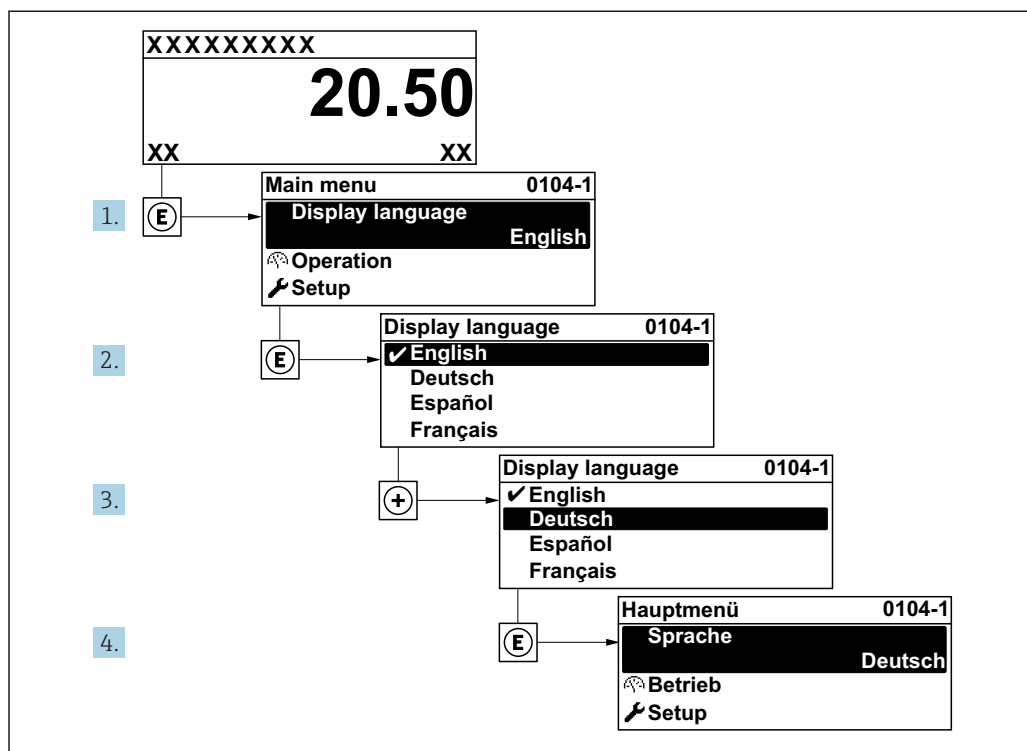 XXXXXXXXX
20.50
XX XX
1. E
Main menu 0104-1
Display language
English
Operation
Setup
2. E
Display language 0104-1
✔English
Deutsch
Español
Français
3. +
Display language 0104-1
✔English
Deutsch
Español
Français
4. E
Hauptmenü 0104-1
Sprache
Deutsch
Betrieb
Setup